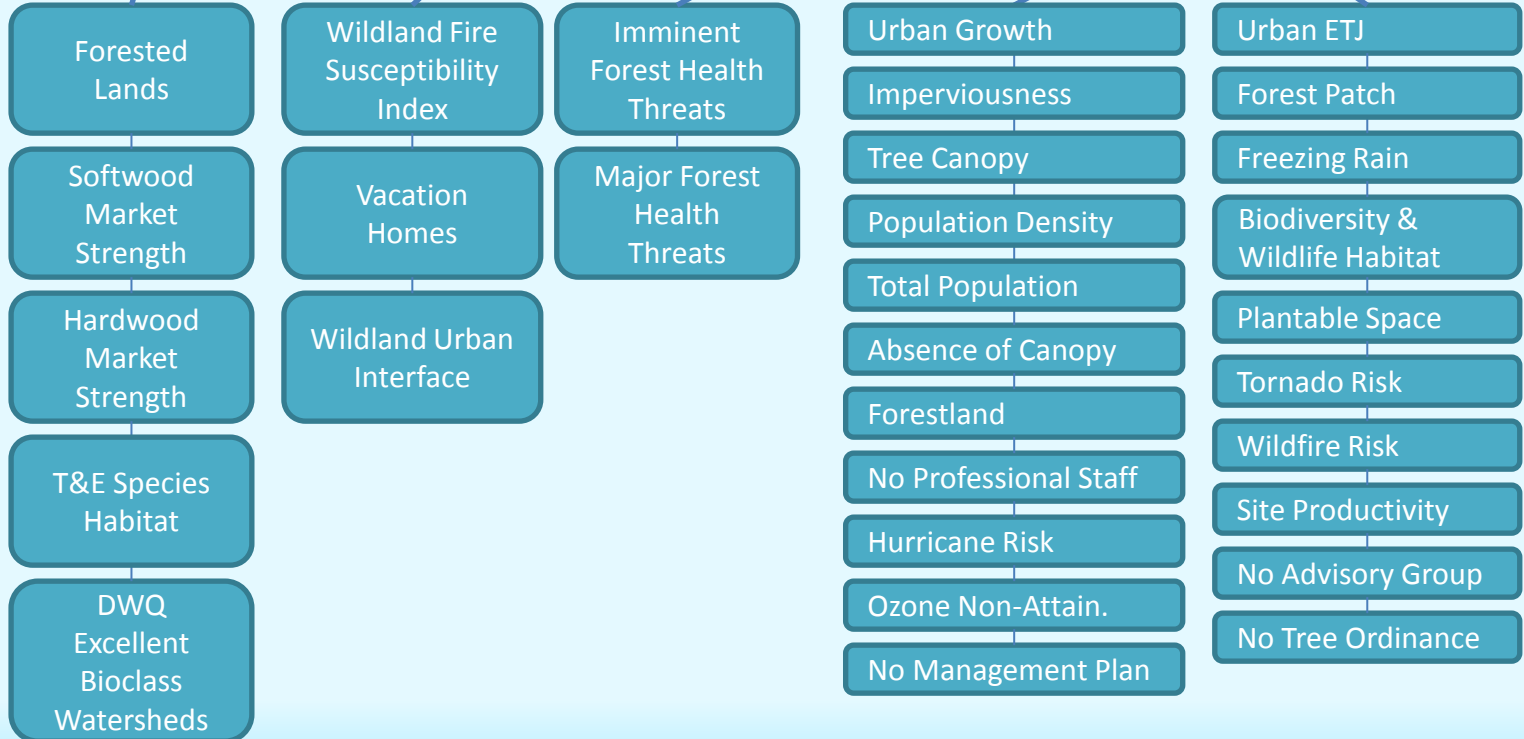 Forested
Lands
Softwood
Market
Strength
Hardwood
Market
Strength
T&E Species
Habitat
DWQ
Excellent
Bioclass
Watersheds
Wildland Fire
Susceptibility
Index
Vacation
Homes
Wildland Urban
Interface
Imminent
Forest Health
Threats
Major Forest
Health
Threats
Urban Growth
Imperviousness
Tree Canopy
Population Density
Total Population
Absence of Canopy
Forestland
No Professional Staff
Hurricane Risk
Ozone Non-Attain.
No Management Plan
Urban ETJ
Forest Patch
Freezing Rain
Biodiversity &
Wildlife Habitat
Plantable Space
Tornado Risk
Wildfire Risk
Site Productivity
No Advisory Group
No Tree Ordinance